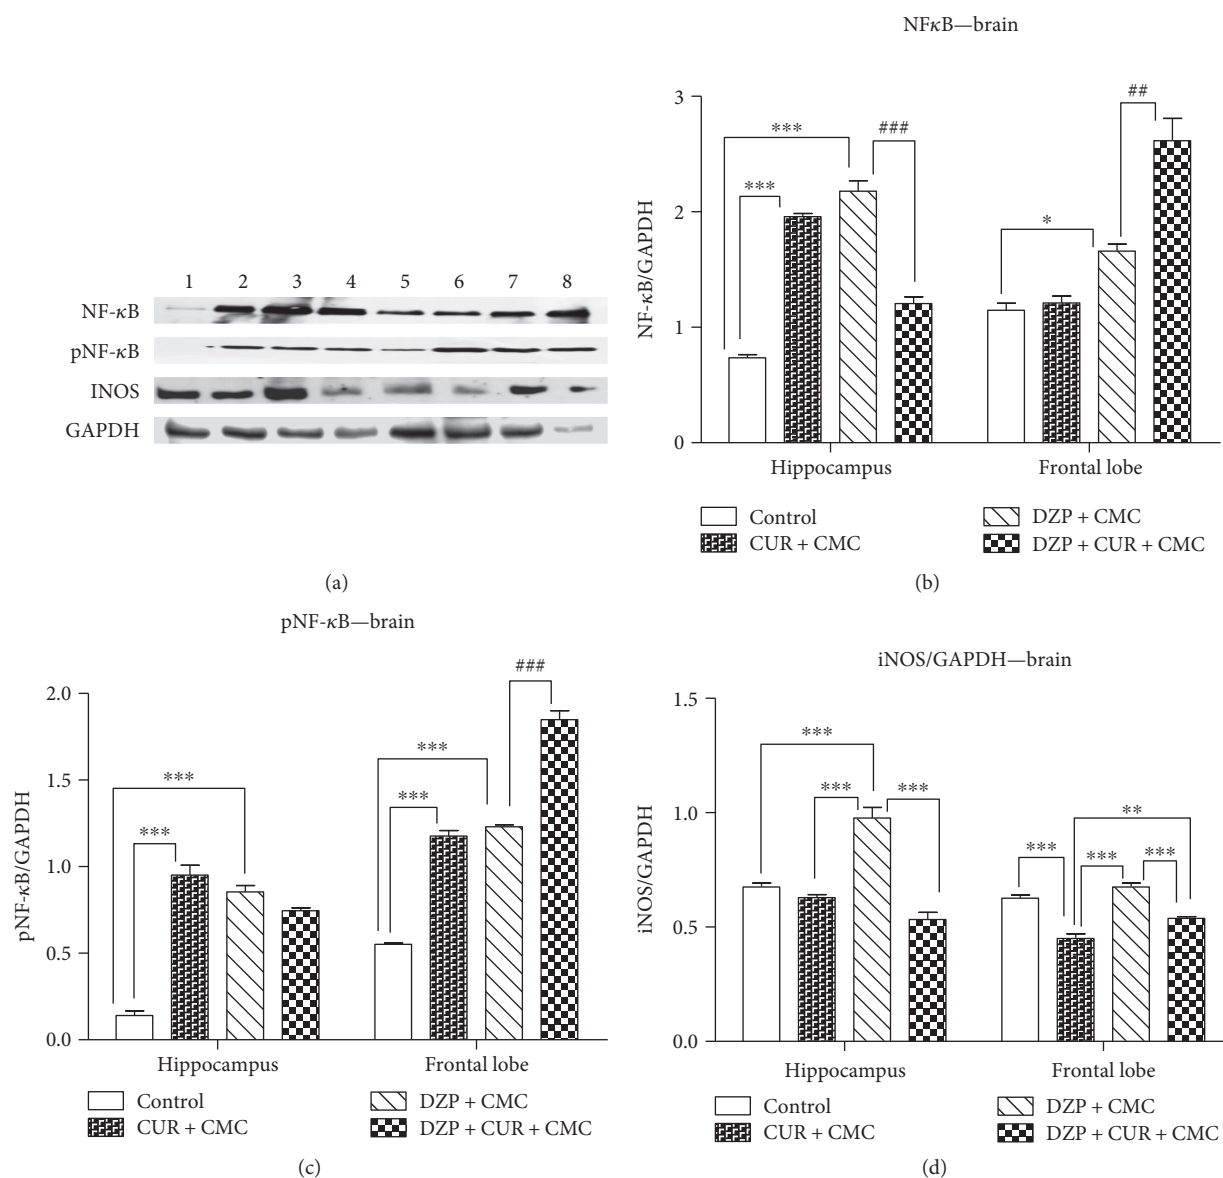 1 2 3 4 5 6 7 8
NF-κB
pNF-κB
INOS
GAPDH
(a)
NFκB—brain
NF-κB/GAPDH
3
2
1
0
***
***
###
*
##
Hippocampus Frontal lobe
Control DZP + CMC
CUR + CMC DZP + CUR + CMC
(b)
pNF-κB—brain
pNF-κB/GAPDH
2.0
1.5
1.0
0.5
0.0
***
***
***
***
###
Hippocampus Frontal lobe
Control DZP + CMC
CUR + CMC DZP + CUR + CMC
(c)
iNOS/GAPDH—brain
iNOS/GAPDH
1.5
1.0
0.5
0.0
***
*** ***
**
*** *** ***
Hippocampus Frontal lobe
Control DZP + CMC
CUR + CMC DZP + CUR + CMC
(d)